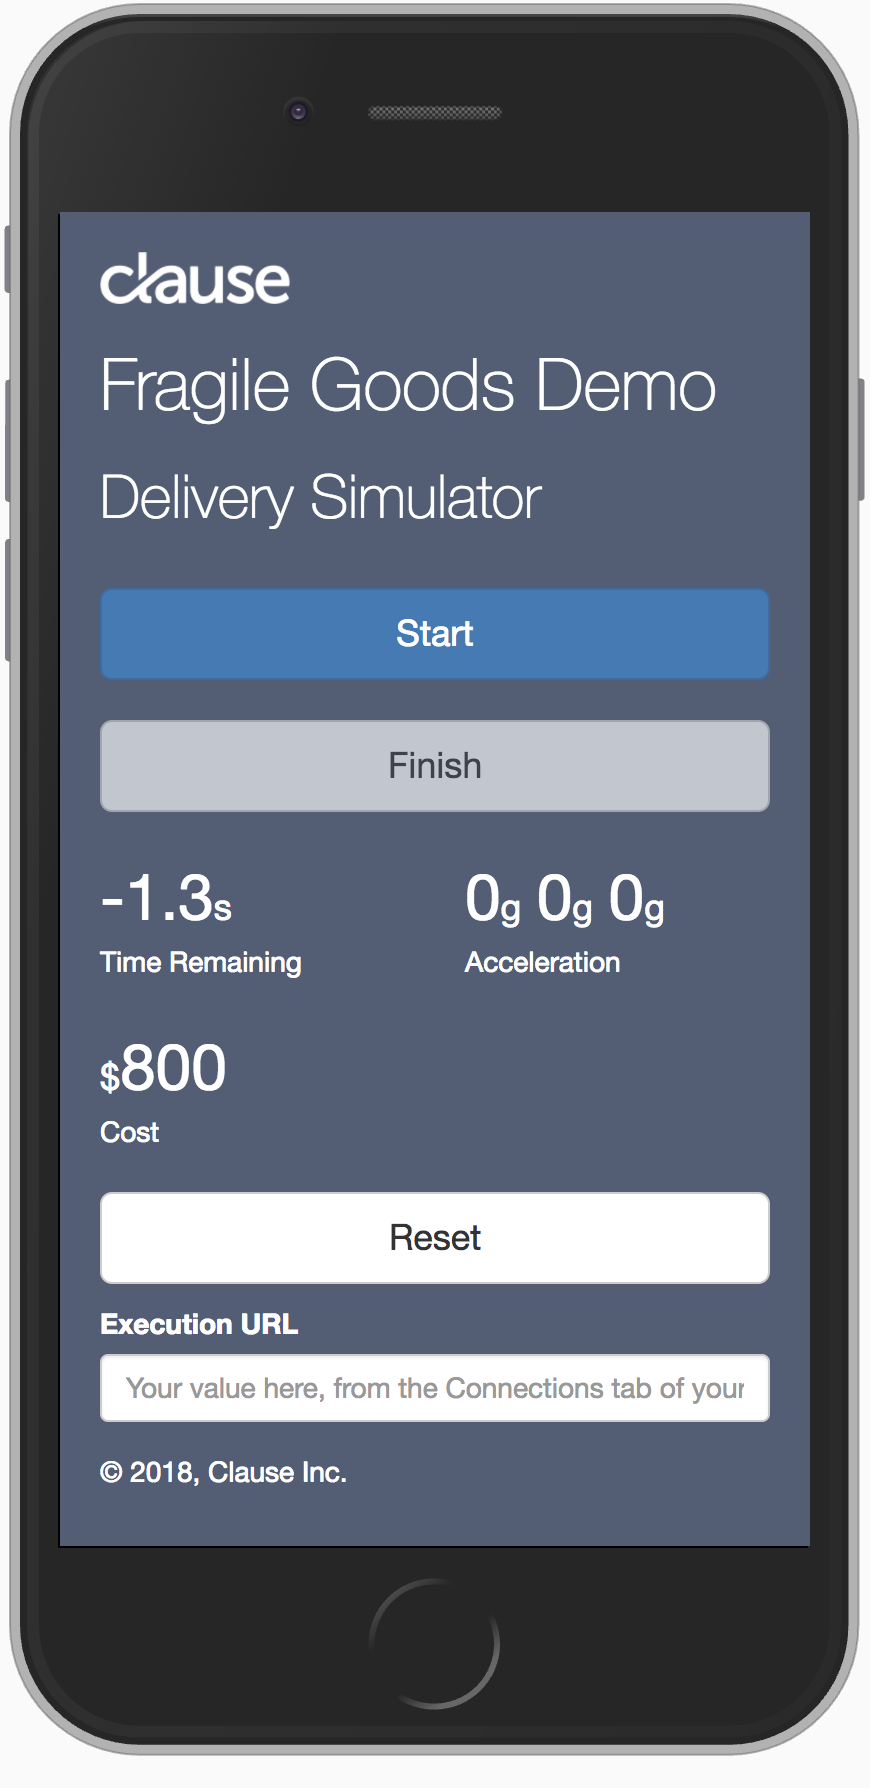 clause
Fragile Goods Demo
Delivery Simulator
Start
Finish
-1.3s 0g 0g 0g
Time Remaining Acceleration
$800
Cost
Reset
Execution URL
Your value here, from the Connections tab of your
© 2018, Clause Inc.